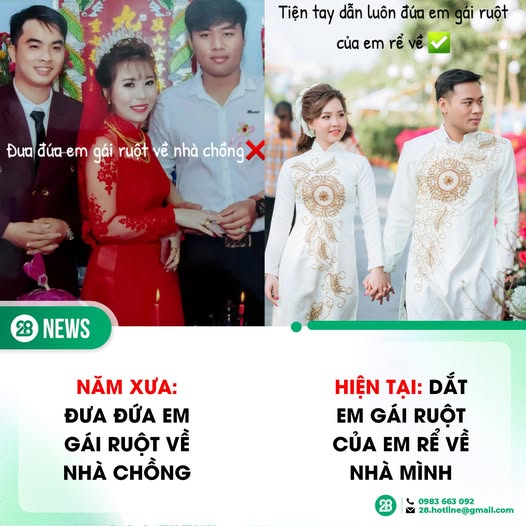 Tiện tay dẫn luôn đứa em gái ruột
của em rể về ✅
Đưa đứa em gái ruột về nhà chồng❌
28 NEWS
NĂM XƯA:
ĐƯA ĐỨA EM
GÁI RUỘT VỀ
NHÀ CHỒNG
HIỆN TẠI: DẮT
EM GÁI RUỘT
CỦA EM RỂ VỀ
NHÀ MÌNH
28
0983 663 092
28.hotline@gmail.com